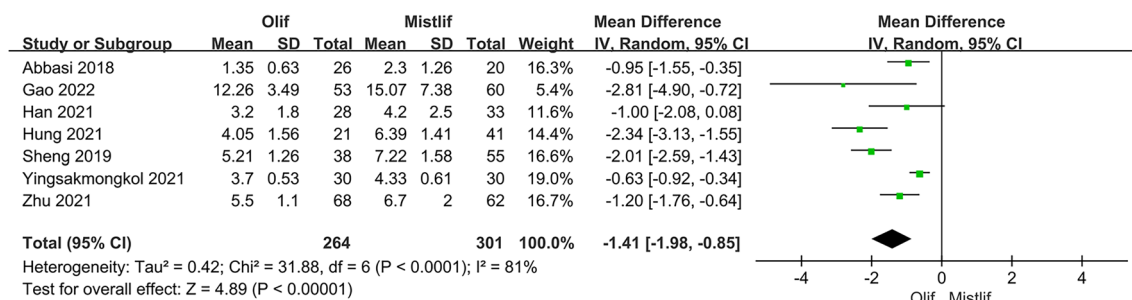 Olif Mistlif Mean Difference Mean Difference
Study or Subgroup Mean SD Total Mean SD Total Weight IV, Random, 95% CI IV, Random, 95% CI
Abbasi 2018 1.35 0.63 26 2.3 1.26 20 16.3% -0.95 [-1.55, -0.35]
Gao 2022 12.26 3.49 53 15.07 7.38 60 5.4% -2.81 [-4.90, -0.72]
Han 2021 3.2 1.8 28 4.2 2.5 33 11.6% -1.00 [-2.08, 0.08]
Hung 2021 4.05 1.56 21 6.39 1.41 41 14.4% -2.34 [-3.13, -1.55]
Sheng 2019 5.21 1.26 38 7.22 1.58 55 16.6% -2.01 [-2.59, -1.43]
Yingsakmongkol 2021 3.7 0.53 30 4.33 0.61 30 19.0% -0.63 [-0.92, -0.34]
Zhu 2021 5.5 1.1 68 6.7 2 62 16.7% -1.20 [-1.76, -0.64]
Total (95% CI) 264 301 100.0% -1.41 [-1.98, -0.85]
Heterogeneity: Tau² = 0.42; Chi² = 31.88, df = 6 (P < 0.0001); I² = 81%
Test for overall effect: Z = 4.89 (P < 0.00001)
-4 -2 0 2 4
Olif Mistlif